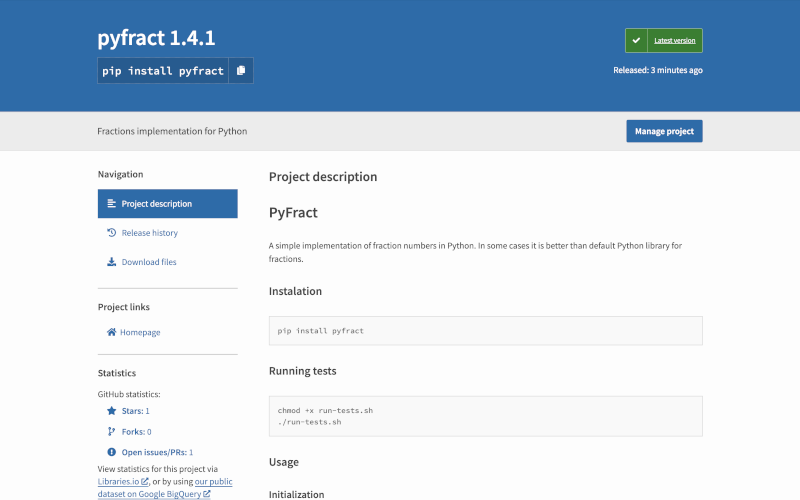 pyfract 1.4.1
pip install pyfract
Latest version
Released: 3 minutes ago
Fractions implementation for Python
Manage project
Navigation
Project description
Release history
Download files
Project links
Homepage
Statistics
GitHub statistics:
Stars: 1
Forks: 0
Open issues/PRs: 1
View statistics for this project via
Libraries.io, or by using our public
dataset on Google BigQuery
Project description
PyFract
A simple implementation of fraction numbers in Python. In some cases it is better than default Python library for
fractions.
Instalation
pip install pyfract
Running tests
chmod +x run-tests.sh
./run-tests.sh
Usage
Initialization